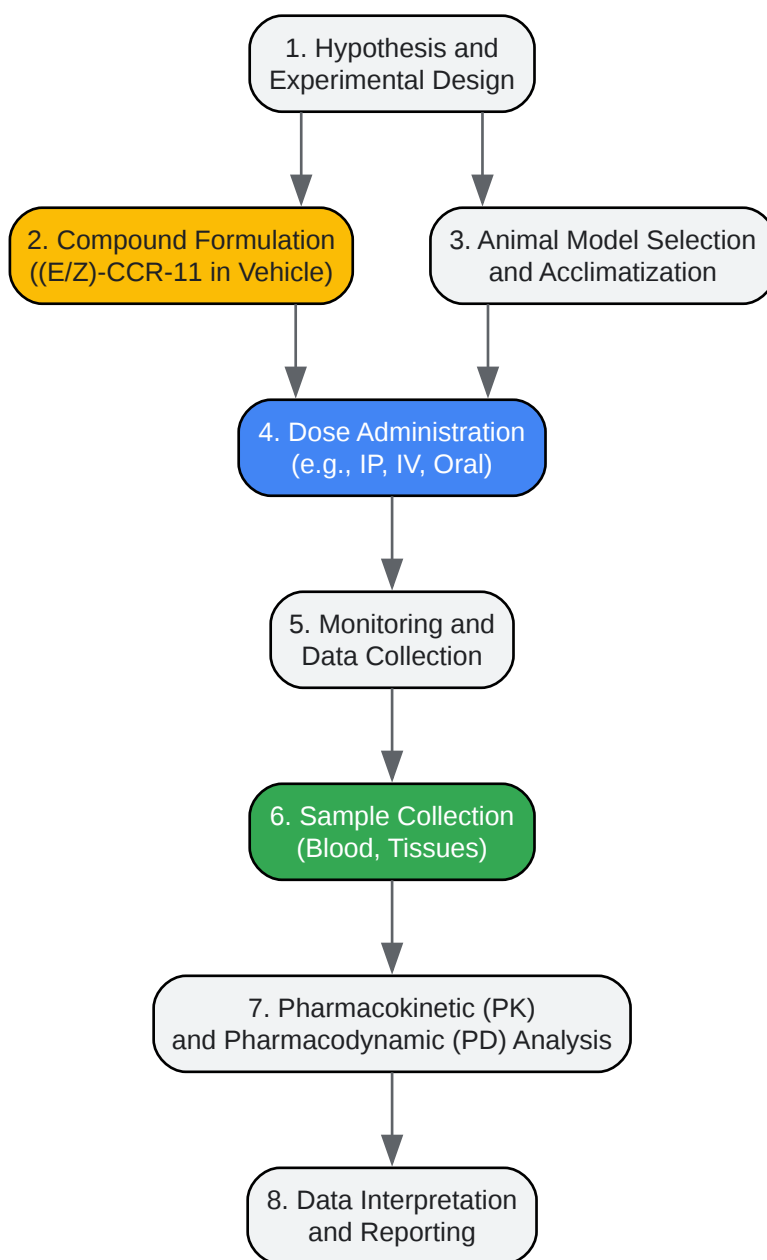 1. Hypothesis and
Experimental Design
2. Compound Formulation
((E/Z)-CCR-11 in Vehicle)
3. Animal Model Selection
and Acclimatization
4. Dose Administration
(e.g., IP, IV, Oral)
5. Monitoring and
Data Collection
6. Sample Collection
(Blood, Tissues)
7. Pharmacokinetic (PK)
and Pharmacodynamic (PD) Analysis
8. Data Interpretation
and Reporting